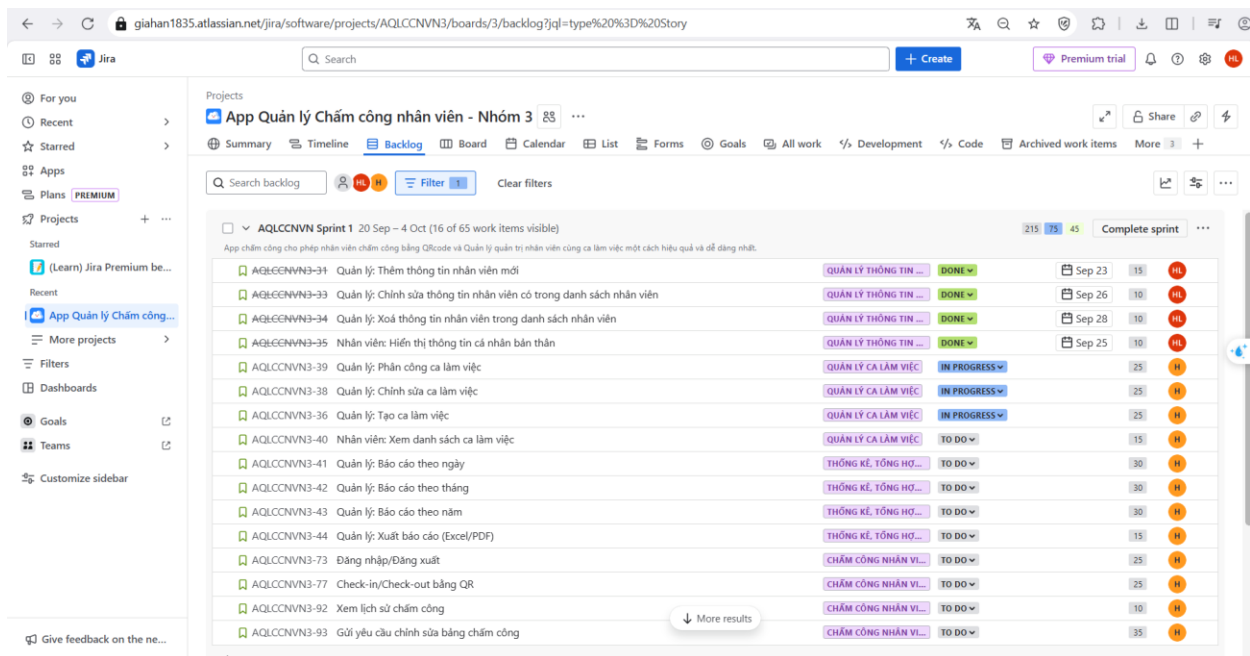 giahan1835.atlassian.net/jira/software/projects/AQLCCNVN3/boards/3/backlog?jql=type%20%3D%20Story
Jira
Search
+ Create
Premium trial
HL
For you
Recent
Starred
Apps
Plans PREMIUM
Projects
Starred
(Learn) Jira Premium be...
Recent
App Quản lý Chấm công...
More projects
Filters
Dashboards
Goals
Teams
Customize sidebar
Give feedback on the ne...
Projects
App Quản lý Chấm công nhân viên - Nhóm 3
Share
Summary Timeline Backlog Board Calendar List Forms Goals All work Development Code Archived work items More 3
Search backlog HL H Filter 1 Clear filters
AQLCCNVN Sprint 1 20 Sep – 4 Oct (16 of 65 work items visible) 215 75 45 Complete sprint
App chấm công cho phép nhân viên chấm công bằng QRcode và Quản lý quản trị nhân viên cùng ca làm việc một cách hiệu quả và dễ dàng nhất.
AQLCCNVN3-31 Quản lý: Thêm thông tin nhân viên mới QUẢN LÝ THÔNG TIN ... DONE Sep 23 15 HL
AQLCCNVN3-33 Quản lý: Chỉnh sửa thông tin nhân viên có trong danh sách nhân viên QUẢN LÝ THÔNG TIN ... DONE Sep 26 10 HL
AQLCCNVN3-34 Quản lý: Xoá thông tin nhân viên trong danh sách nhân viên QUẢN LÝ THÔNG TIN ... DONE Sep 28 10 HL
AQLCCNVN3-35 Nhân viên: Hiển thị thông tin cá nhân bản thân QUẢN LÝ THÔNG TIN ... DONE Sep 25 10 HL
AQLCCNVN3-39 Quản lý: Phân công ca làm việc QUẢN LÝ CA LÀM VIỆC IN PROGRESS 25 H
AQLCCNVN3-38 Quản lý: Chỉnh sửa ca làm việc QUẢN LÝ CA LÀM VIỆC IN PROGRESS 25 H
AQLCCNVN3-36 Quản lý: Tạo ca làm việc QUẢN LÝ CA LÀM VIỆC IN PROGRESS 25 H
AQLCCNVN3-40 Nhân viên: Xem danh sách ca làm việc QUẢN LÝ CA LÀM VIỆC TO DO 15 H
AQLCCNVN3-41 Quản lý: Báo cáo theo ngày THỐNG KÊ, TỔNG HỢ... TO DO 30 H
AQLCCNVN3-42 Quản lý: Báo cáo theo tháng THỐNG KÊ, TỔNG HỢ... TO DO 30 H
AQLCCNVN3-43 Quản lý: Báo cáo theo năm THỐNG KÊ, TỔNG HỢ... TO DO 30 H
AQLCCNVN3-44 Quản lý: Xuất báo cáo (Excel/PDF) THỐNG KÊ, TỔNG HỢ... TO DO 15 H
AQLCCNVN3-73 Đăng nhập/Đăng xuất CHẤM CÔNG NHÂN VI... TO DO 25 H
AQLCCNVN3-77 Check-in/Check-out bằng QR CHẤM CÔNG NHÂN VI... TO DO 25 H
AQLCCNVN3-92 Xem lịch sử chấm công CHẤM CÔNG NHÂN VI... TO DO 10 H
More results
AQLCCNVN3-93 Gửi yêu cầu chỉnh sửa bảng chấm công CHẤM CÔNG NHÂN VI... TO DO 35 H